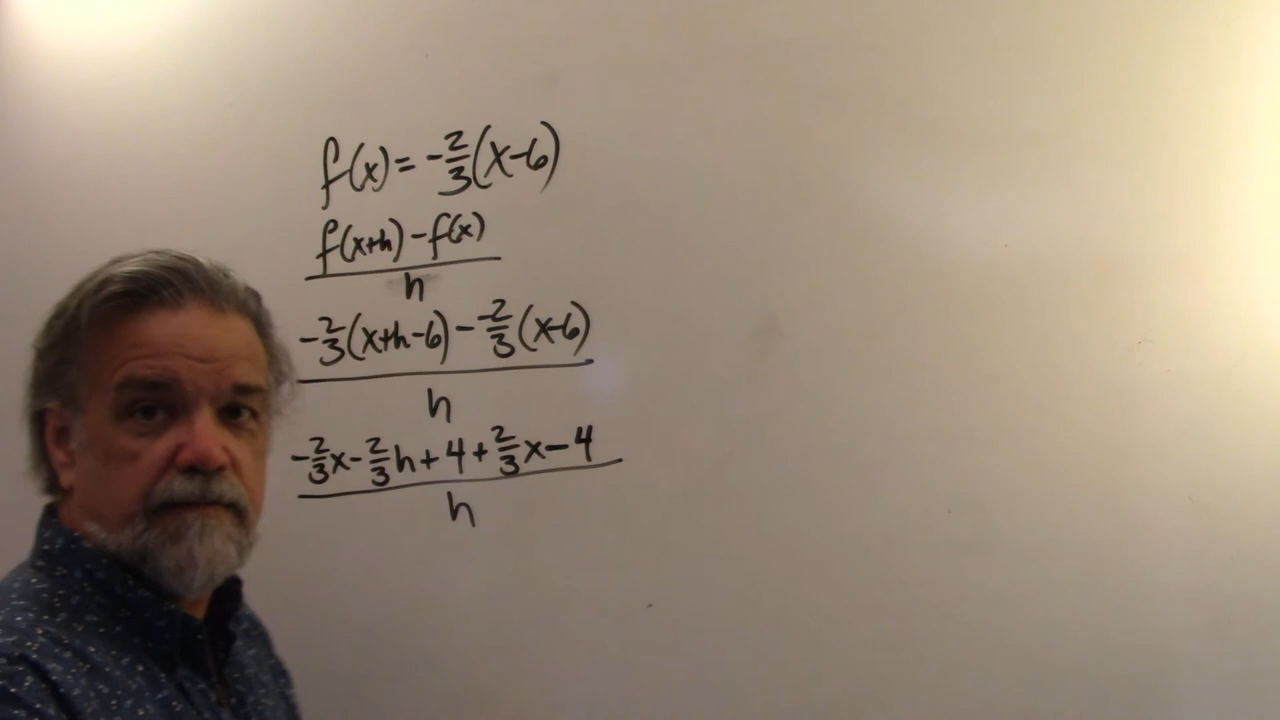 f(x) = -2/3(x-6)
f(x+h) - f(x)
h
-2/3(x+h-6) - -2/3(x-6)
h
-2/3x - 2/3h + 4 + 2/3x - 4
h